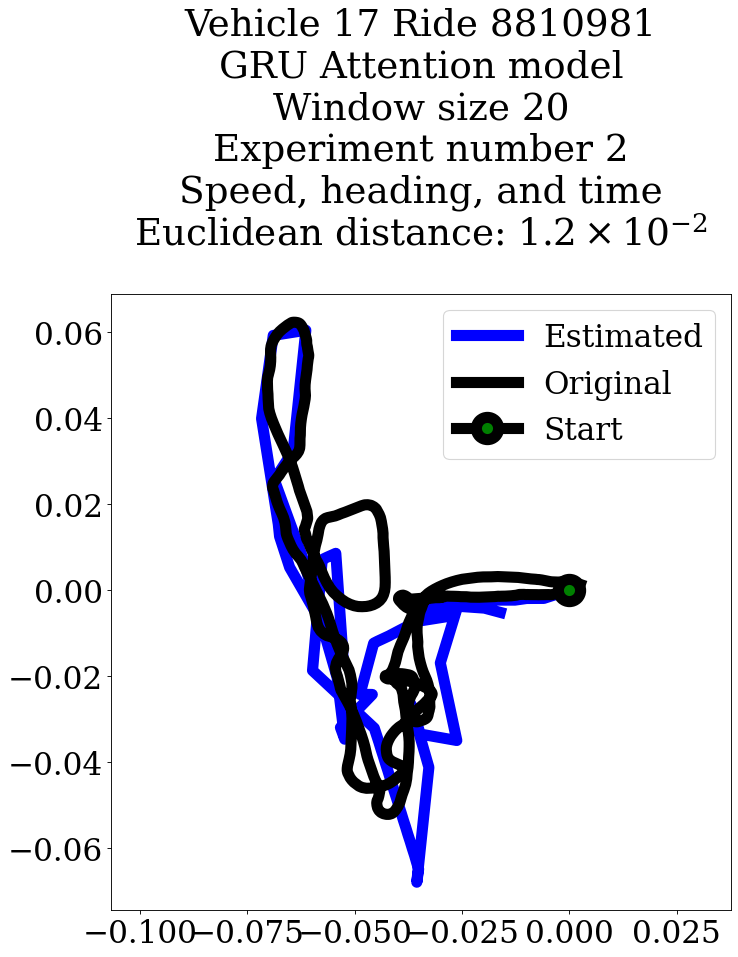 Vehicle 17 Ride 8810981
GRU Attention model
Window size 20
Experiment number 2
Speed, heading, and time
Euclidean distance: 1.2 × 10⁻²
Estimated
Original
Start
0.06
0.04
0.02
0.00
−0.02
−0.04
−0.06
−0.100 −0.075 −0.050 −0.025 0.000 0.025